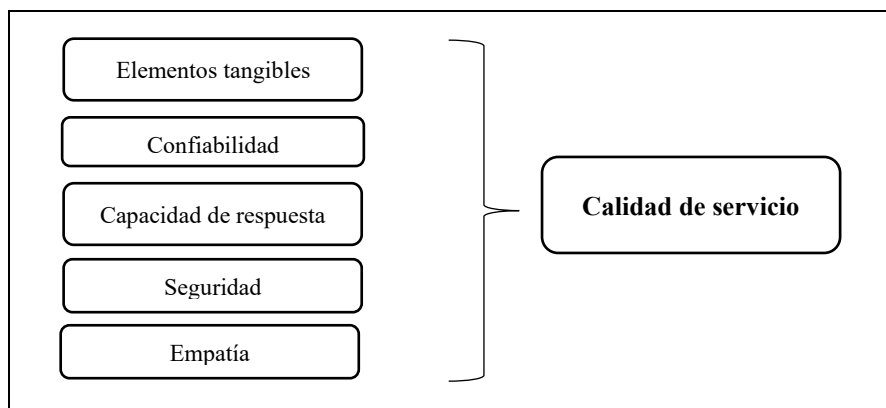 Elementos tangibles
Confiabilidad
Capacidad de respuesta
Seguridad
Empatía
Calidad de servicio